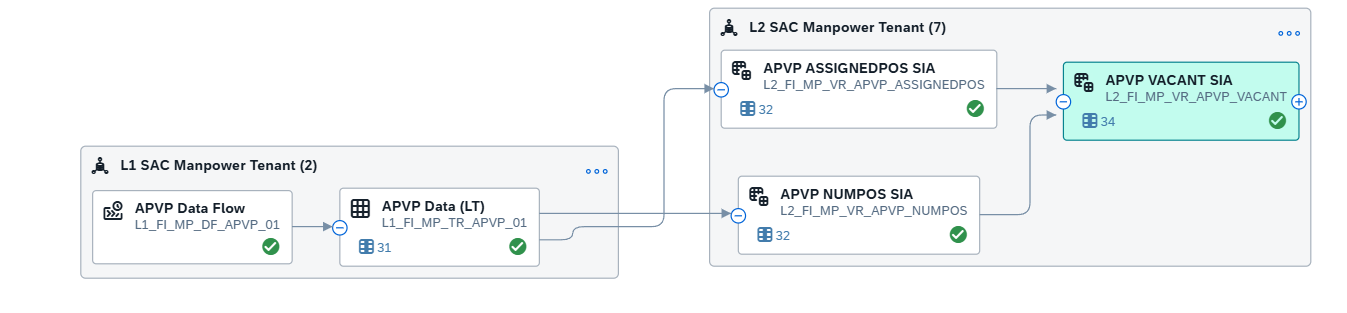 L2 SAC Manpower Tenant (7)
APVP ASSIGNEDPOS SIA
L2_FI_MP_VR_APVP_ASSIGNEDPOS
32
APVP VACANT SIA
L2_FI_MP_VR_APVP_VACANT
34
L1 SAC Manpower Tenant (2)
APVP Data Flow
L1_FI_MP_DF_APVP_01
APVP Data (LT)
L1_FI_MP_TR_APVP_01
31
APVP NUMPOS SIA
L2_FI_MP_VR_APVP_NUMPOS
32